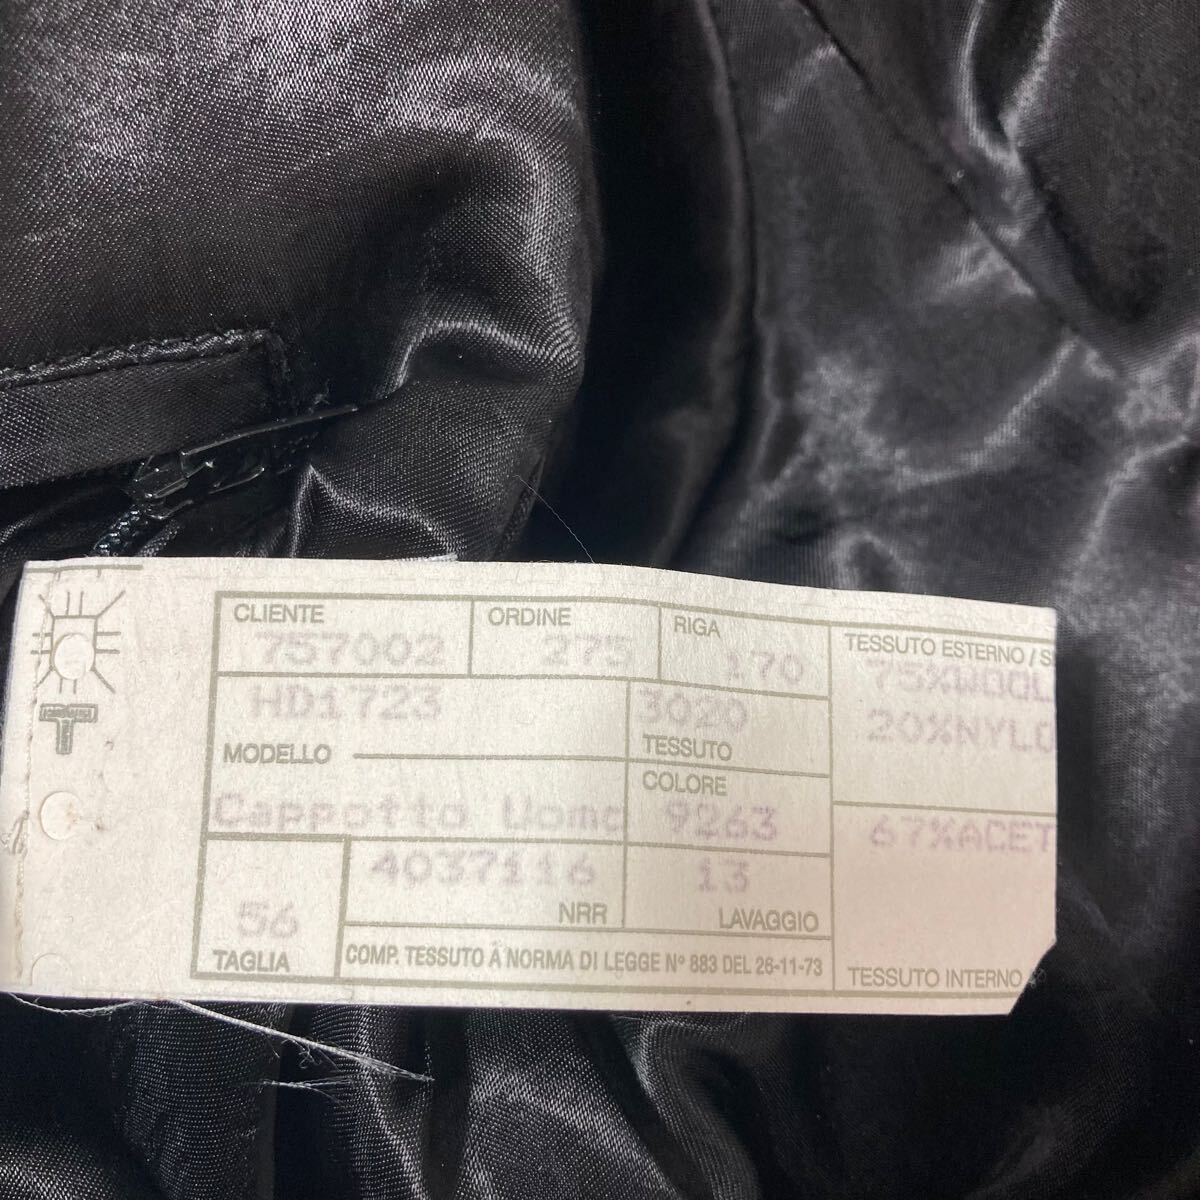 CLIENTE ORDINE RIGA
757002 275 170
TESSUTO ESTERNO /
75%WOOL
20%NYLO
HD1723 3020
MODELLO TESSUTO
COLORE
Cappotto Uomo 9263
67%ACET
4037116 13
NRR LAVAGGIO
56
TAGLIA
COMP. TESSUTO À NORMA DI LEGGE Nº 883 DEL 26-11-73
TESSUTO INTERNO
T